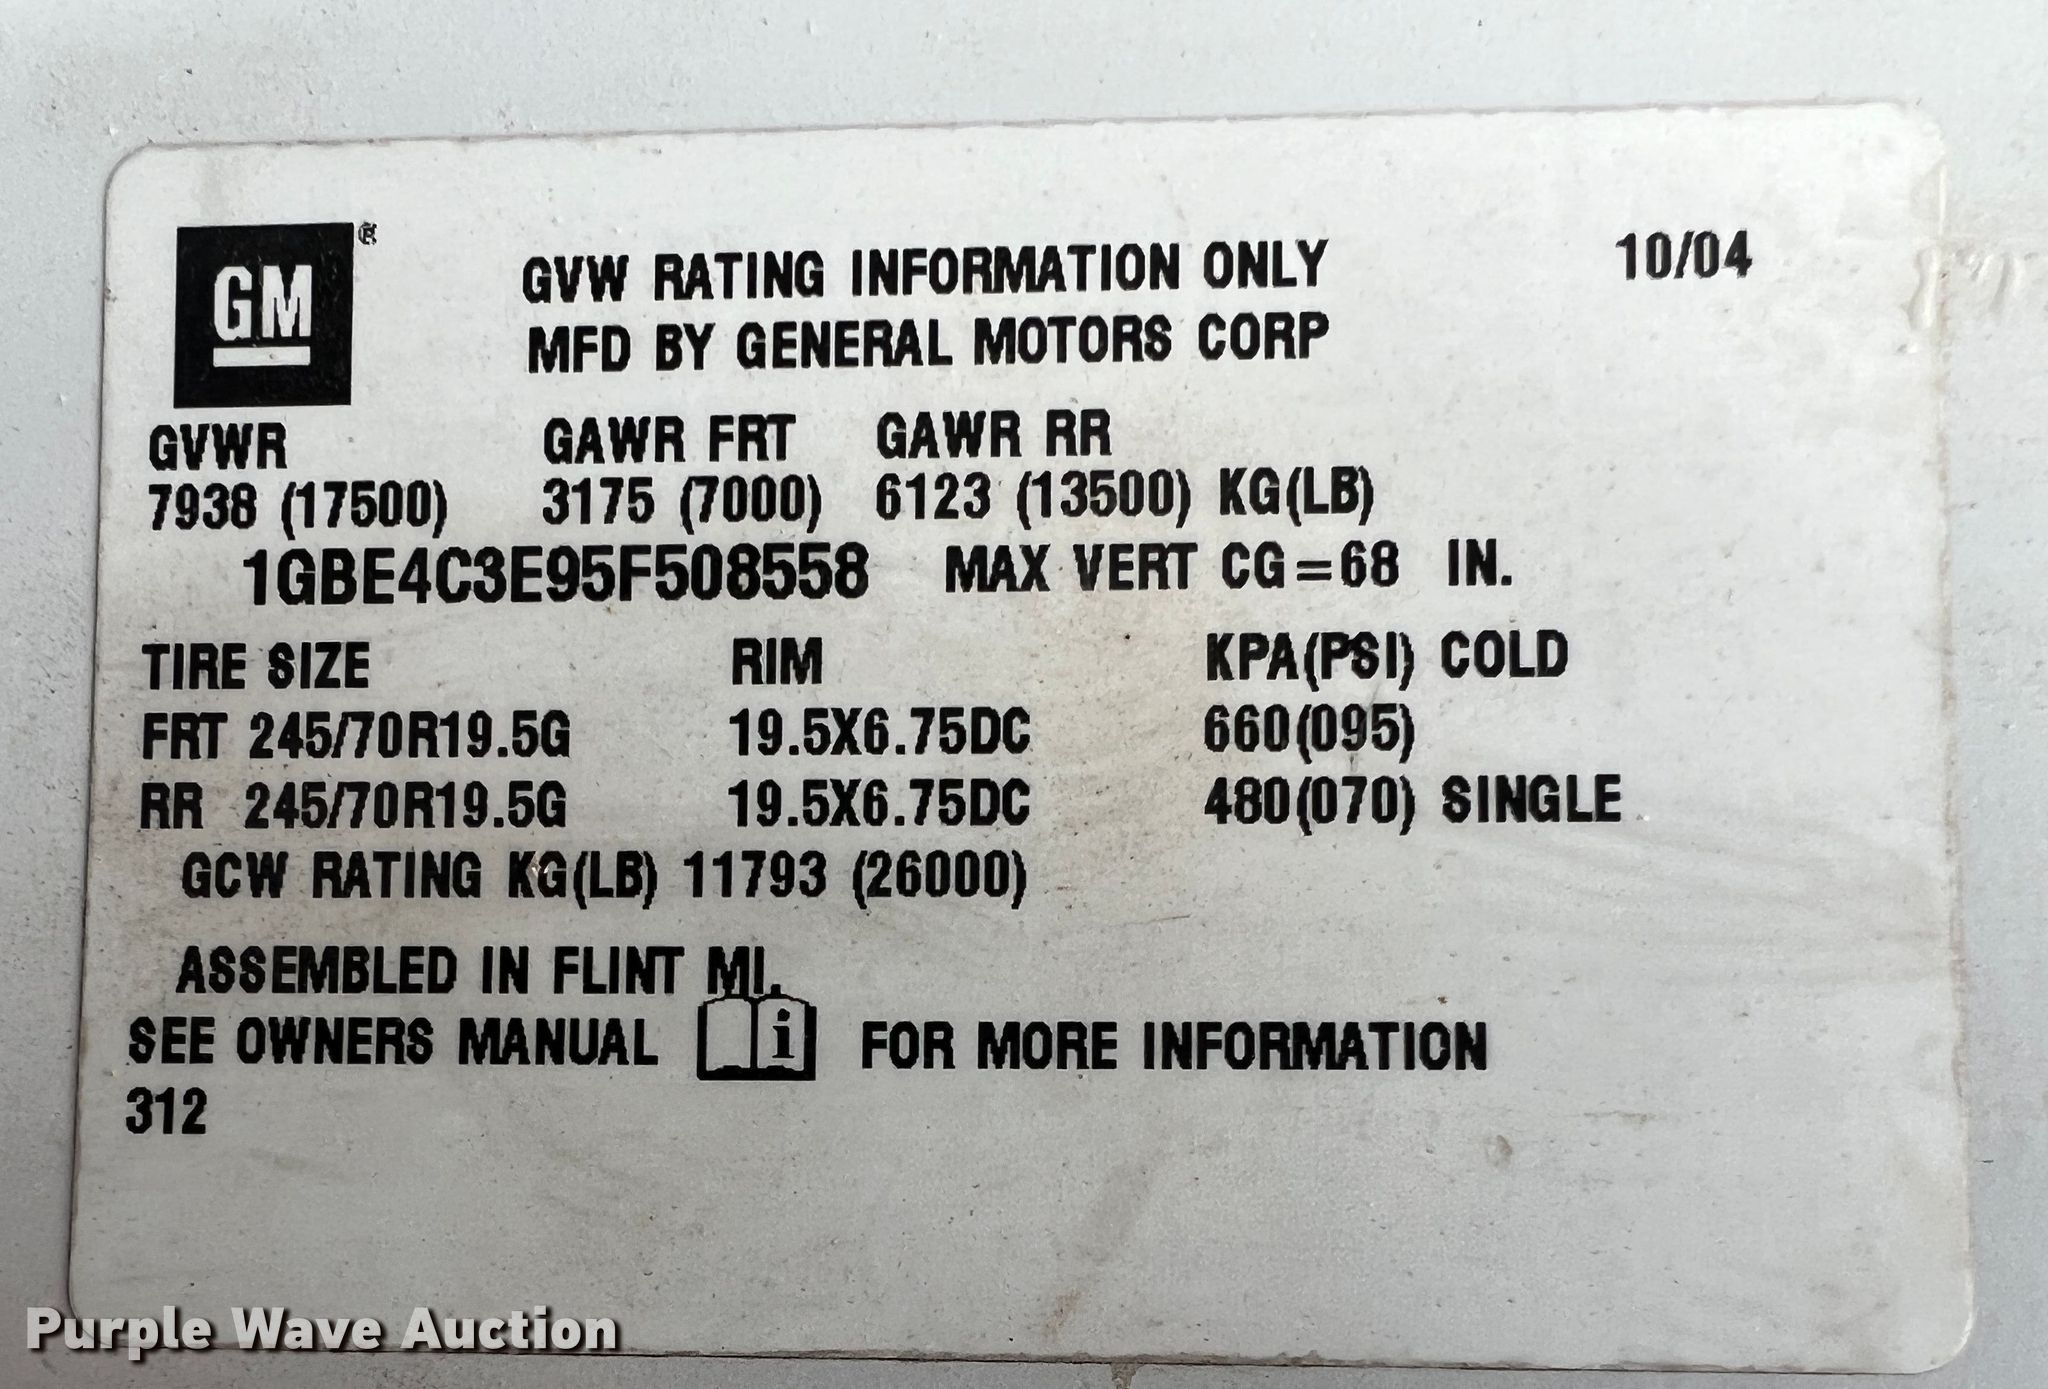 GM ®
GVW RATING INFORMATION ONLY 10/04
MFD BY GENERAL MOTORS CORP
GVWR GAWR FRT GAWR RR
7938 (17500) 3175 (7000) 6123 (13500) KG(LB)
1GBE4C3E95F508558 MAX VERT CG=68 IN.
TIRE SIZE RIM KPA(PSI) COLD
FRT 245/70R19.5G 19.5X6.75DC 660(095)
RR 245/70R19.5G 19.5X6.75DC 480(070) SINGLE
GCW RATING KG(LB) 11793 (26000)
ASSEMBLED IN FLINT MI.
SEE OWNERS MANUAL i FOR MORE INFORMATION
312
Purple Wave Auction